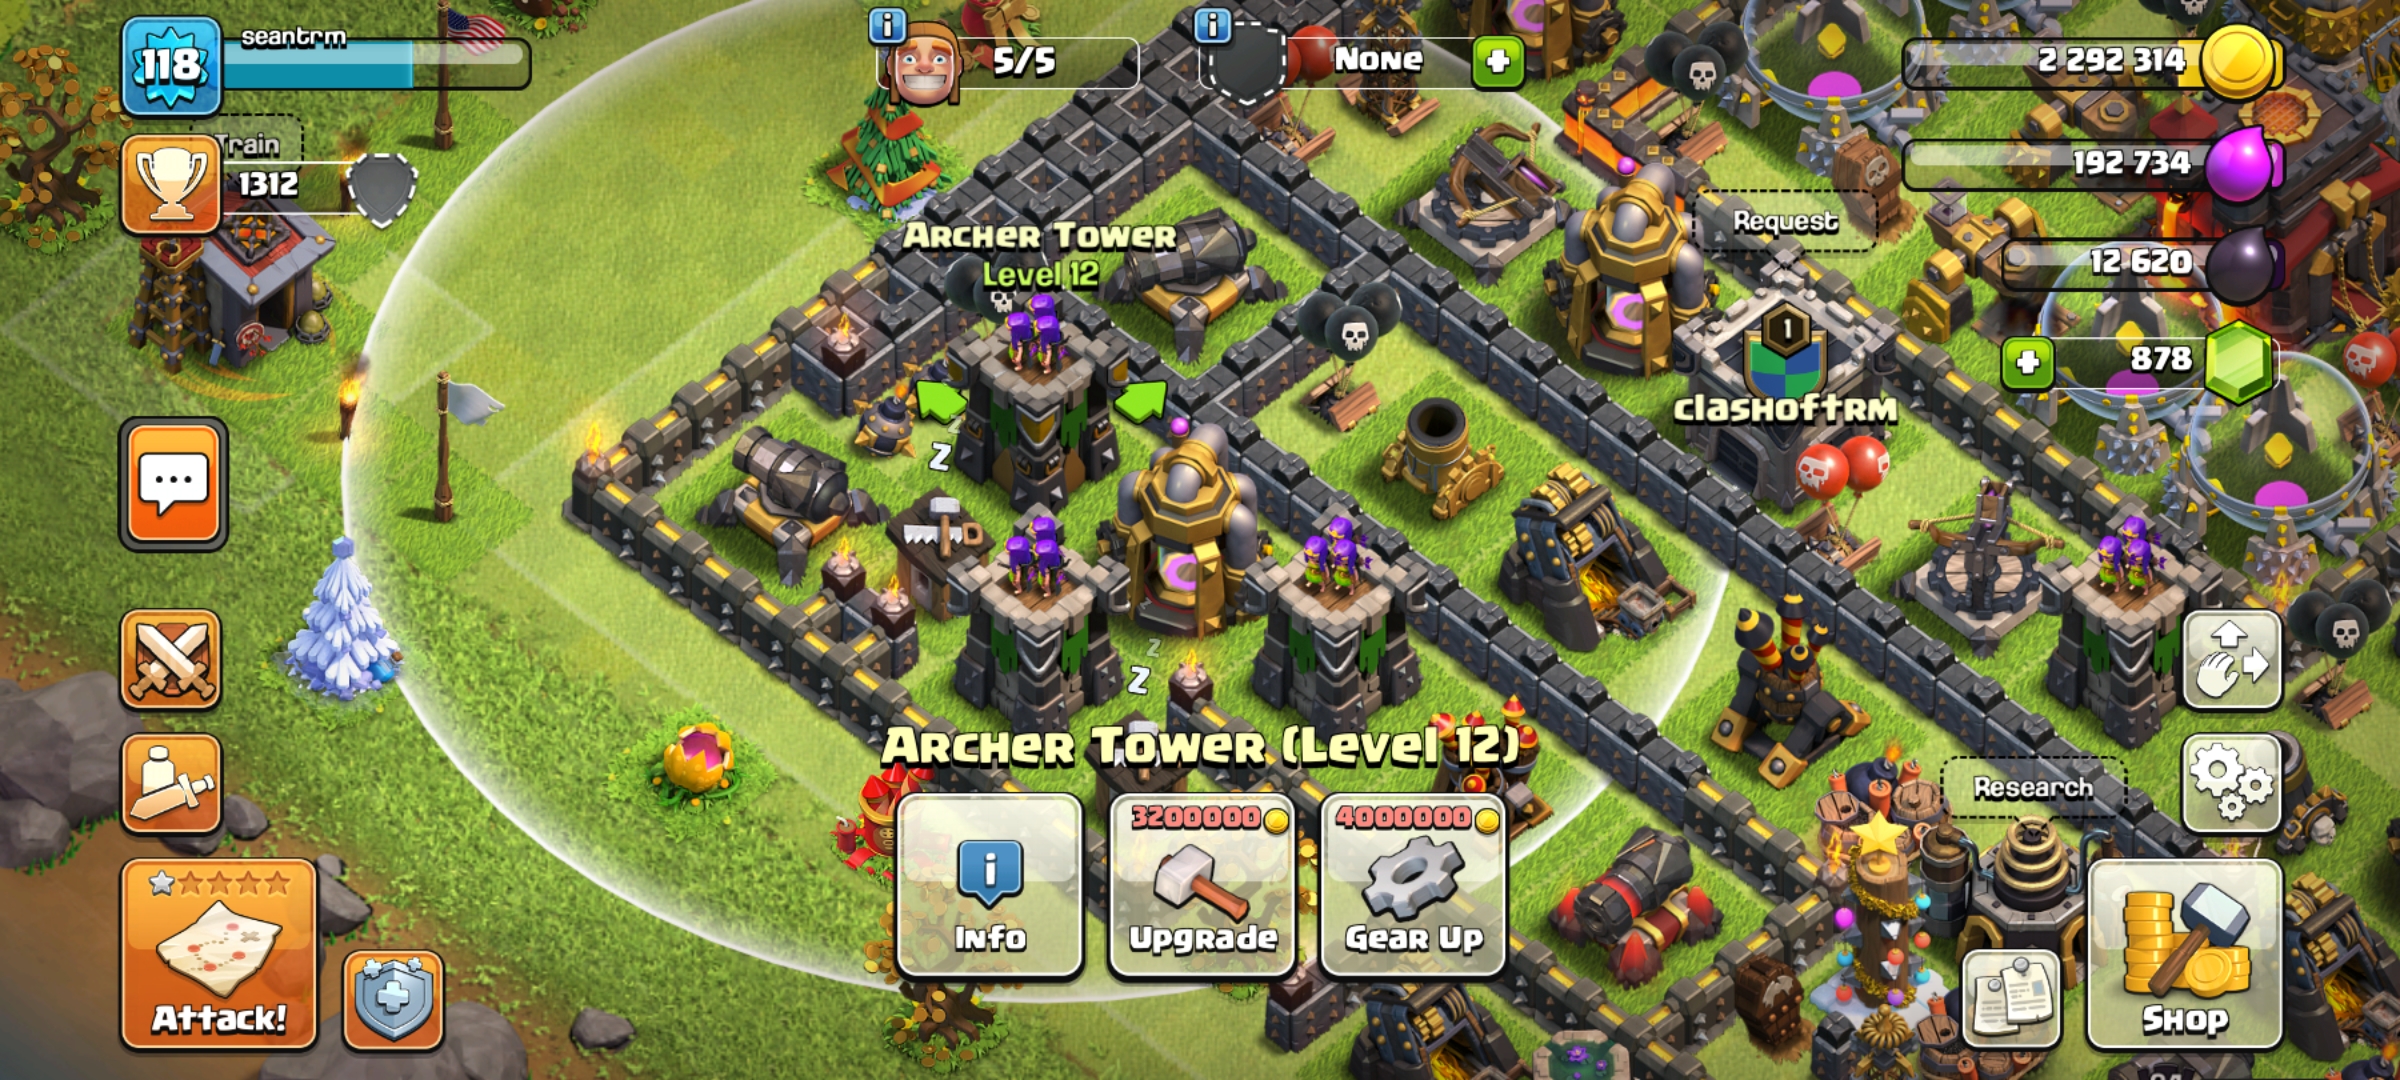 118
seantrm
5/5
None
2 292 314
Train
1312
192 734
Request
12 620
Archer Tower
Level 12
1
878
clashoftrm
z
Z
z
Z
Archer Tower (Level 12)
Research
3200000
4000000
Info
Upgrade
Gear Up
Attack!
Shop